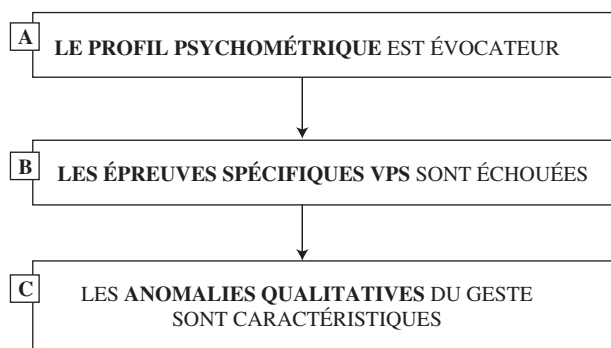 A
LE PROFIL PSYCHOMÉTRIQUE EST ÉVOCATEUR
B
LES ÉPREUVES SPÉCIFIQUES VPS SONT ÉCHOUÉES
C
LES ANOMALIES QUALITATIVES DU GESTE
SONT CARACTÉRISTIQUES